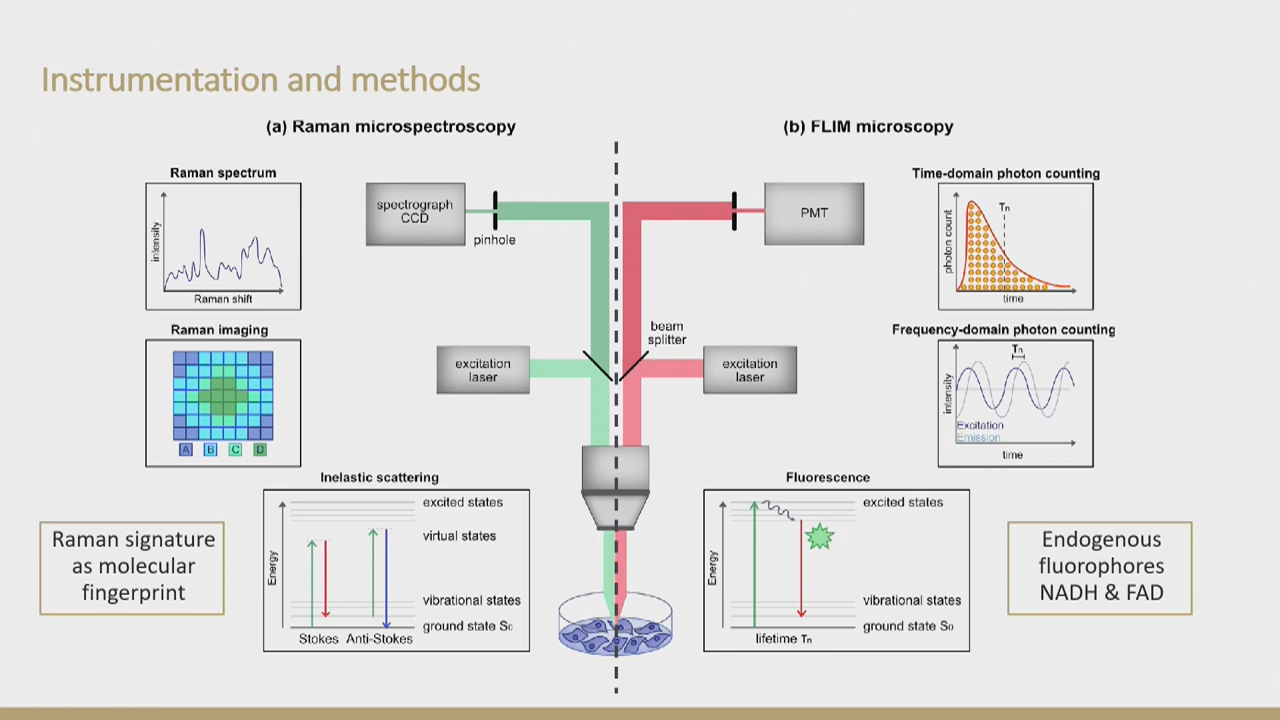 Instrumentation and methods
(a) Raman microspectroscopy
(b) FLIM microscopy
Raman spectrum
intensity
Raman shift
Raman imaging
A B C D
spectrograph
CCD
pinhole
excitation
laser
beam
splitter
PMT
excitation
laser
Time-domain photon counting
photon count
Tn
time
Frequency-domain photon counting
intensity
Tn
Excitation
Emission
time
Inelastic scattering
Energy
excited states
virtual states
vibrational states
ground state S0
Stokes Anti-Stokes
Fluorescence
Energy
excited states
vibrational states
ground state S0
lifetime Tn
Raman signature
as molecular
fingerprint
Endogenous
fluorophores
NADH & FAD